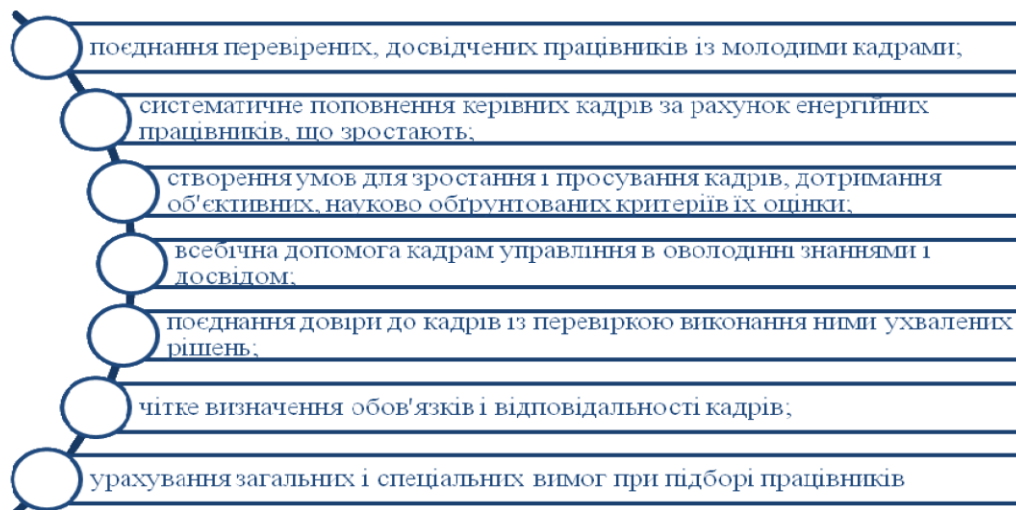 поєднання перевірених, досвідчених працівників із молодими кадрами;
систематичне поповнення керівних кадрів за рахунок енергійних
працівників, що зростають;
створення умов для зростання і просування кадрів, дотримання
об'єктивних, науково обґрунтованих критеріїв їх оцінки;
всебічна допомога кадрам управління в оволодінні знаннями і
досвідом;
поєднання довіри до кадрів із перевіркою виконання ними ухвалених
рішень;
чітке визначення обов'язків і відповідальності кадрів;
урахування загальних і спеціальних вимог при підборі працівників